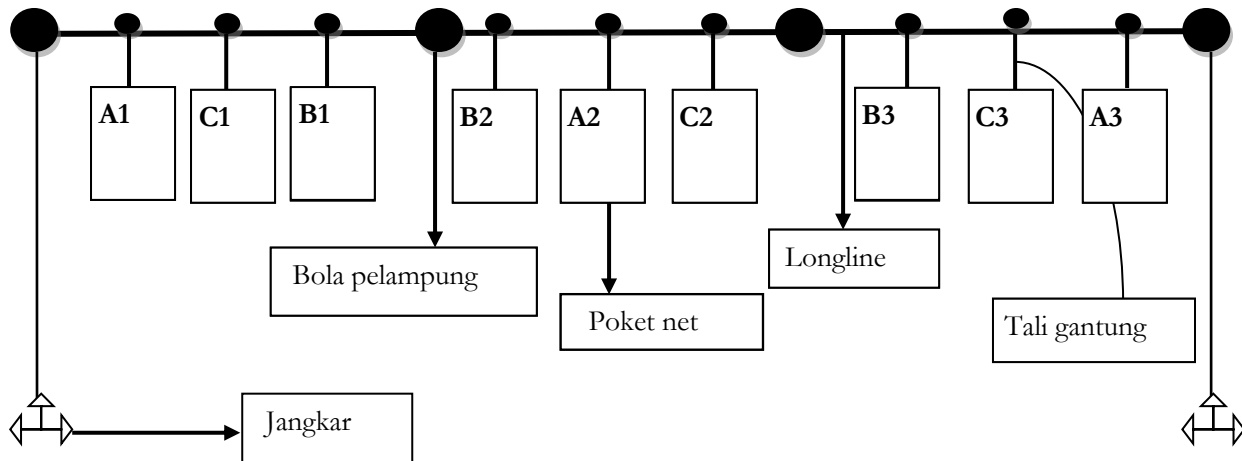 A1
C1
B1
B2
A2
C2
B3
C3
A3
Bola pelampung
Longline
Poket net
Tali gantung
Jangkar